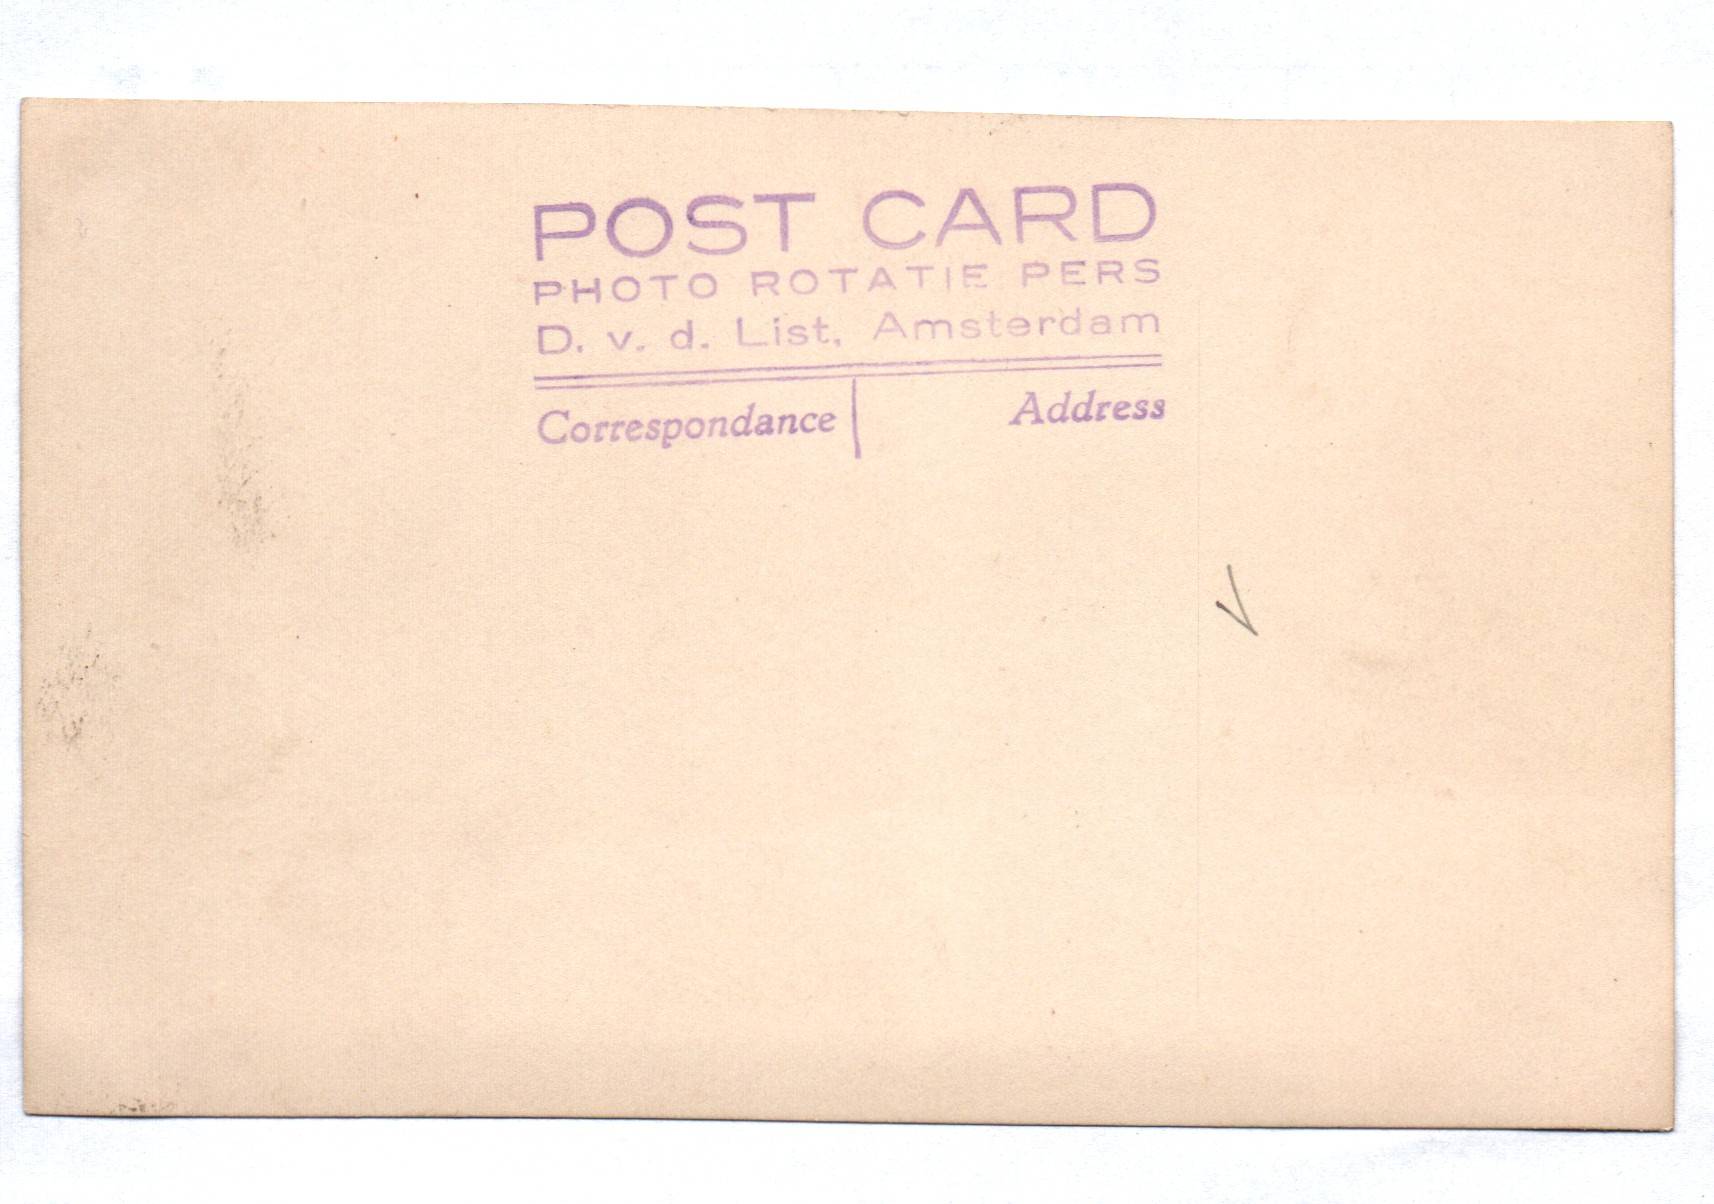 POST CARD
PHOTO ROTATIE PERS
D. v. d. List, Amsterdam
Correspondance Address